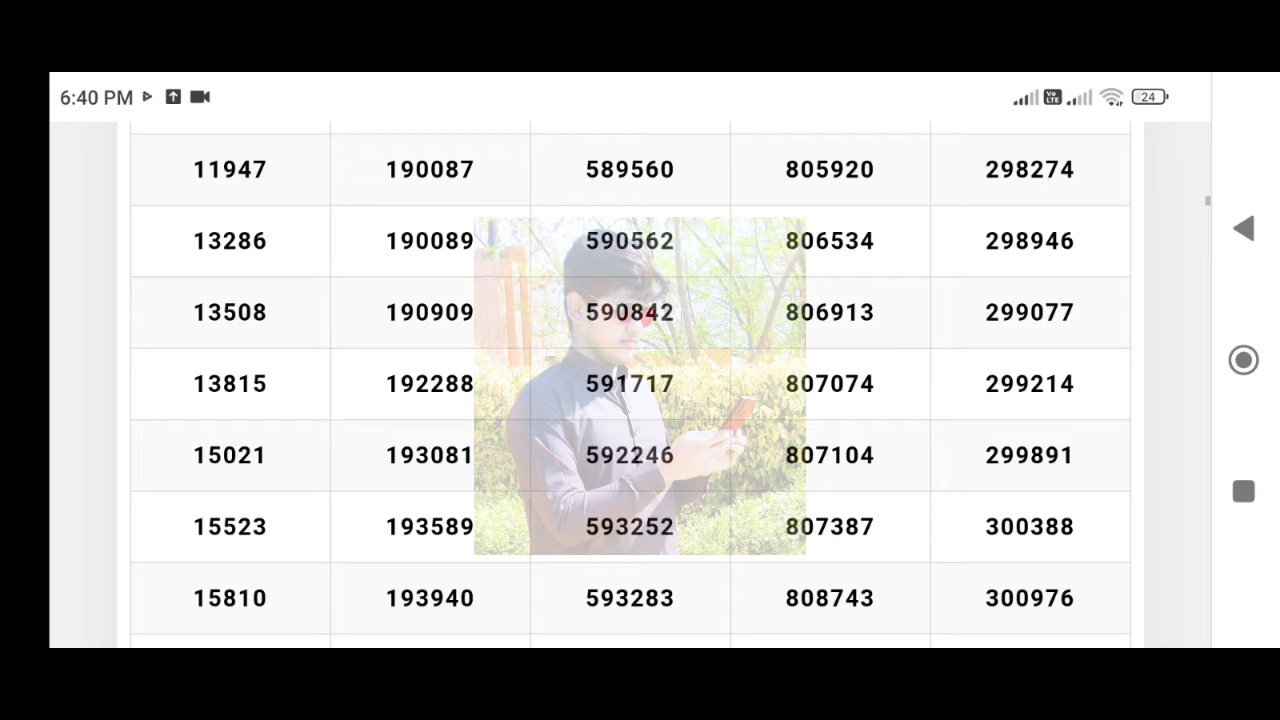 6:40 PM
Vo LTE
24
11947 190087 589560 805920 298274
13286 190089 590562 806534 298946
13508 190909 590842 806913 299077
13815 192288 591717 807074 299214
15021 193081 592246 807104 299891
15523 193589 593252 807387 300388
15810 193940 593283 808743 300976